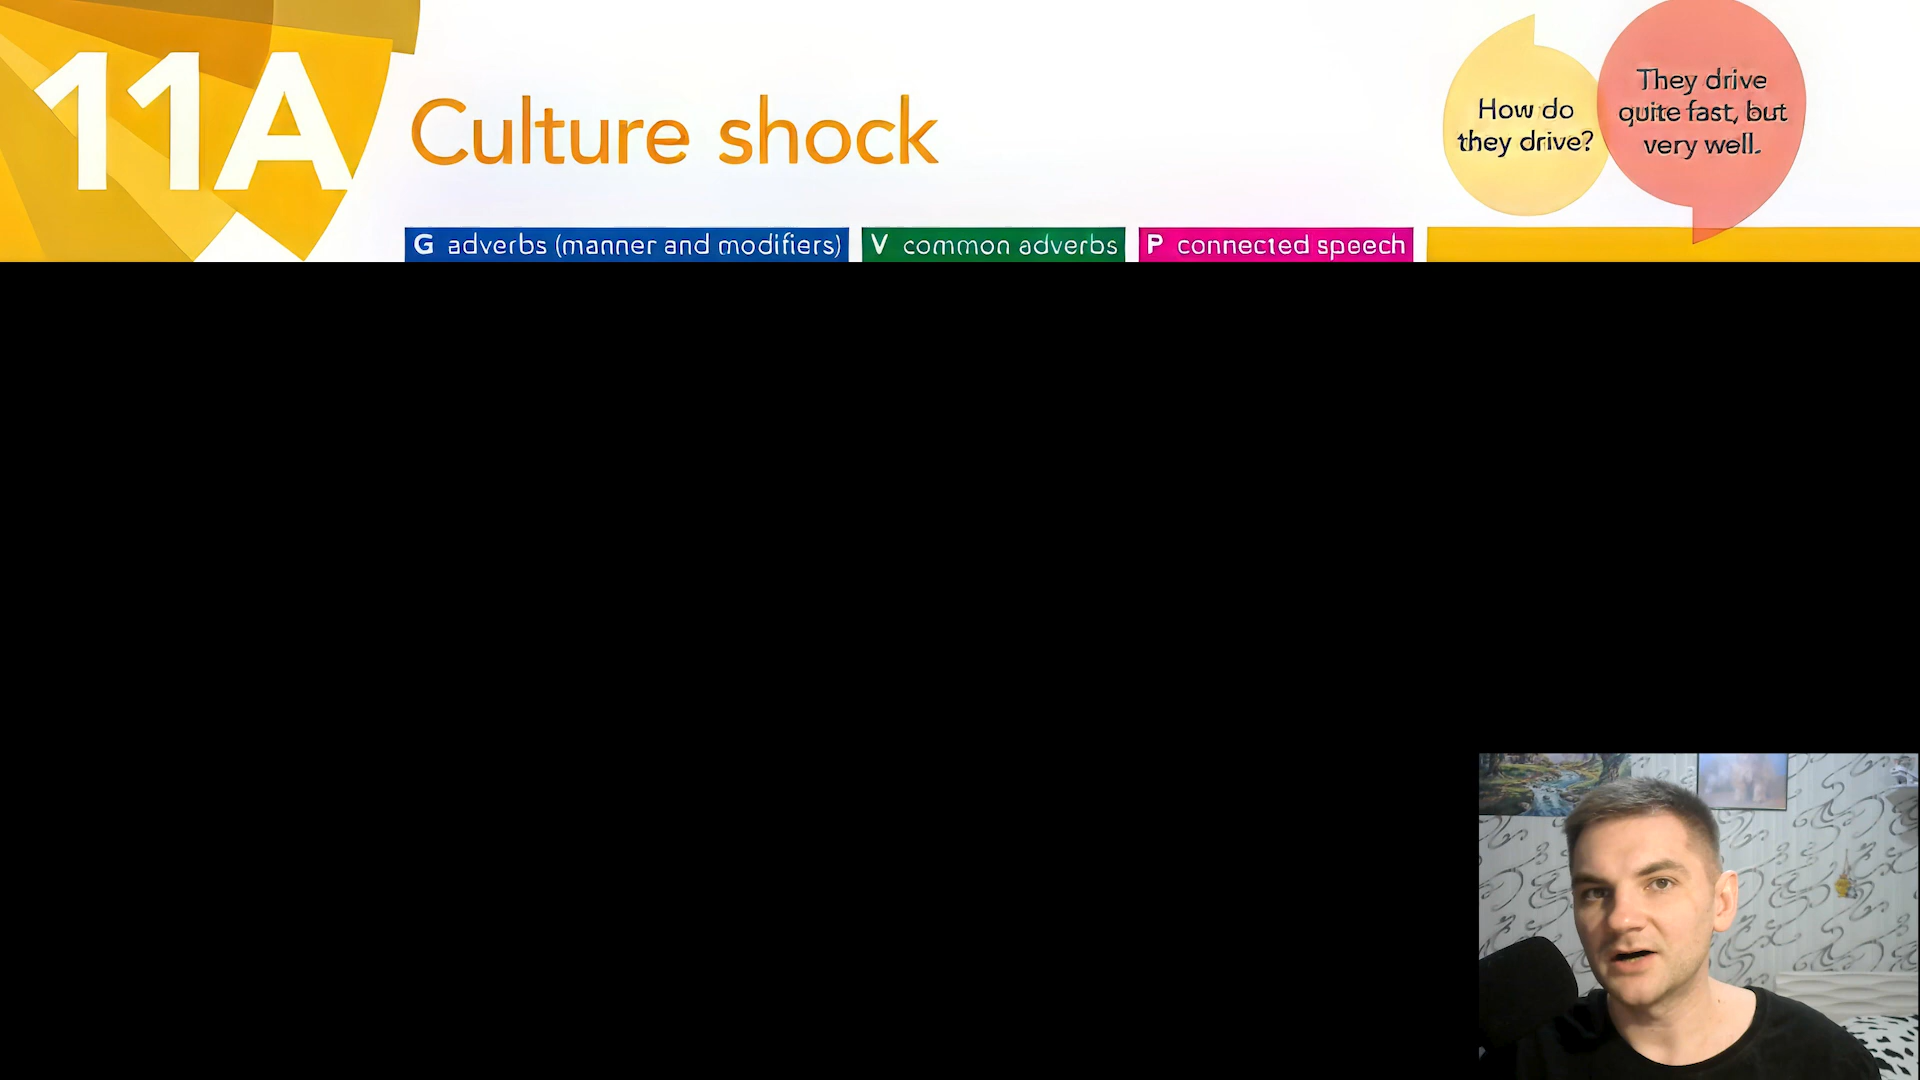 11A
Culture shock
How do
they drive?
They drive
quite fast, but
very well.
G adverbs (manner and modifiers)
V common adverbs
P connected speech